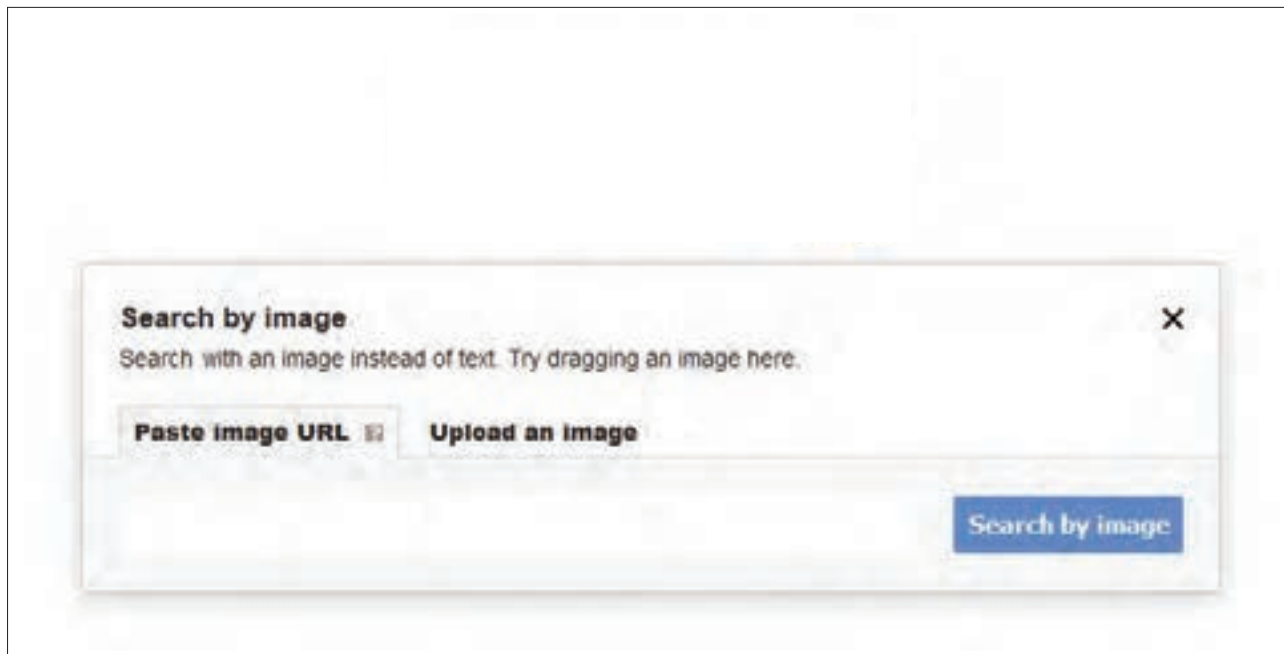 Search by image
Search with an image instead of text. Try dragging an image here.
Paste image URL Upload an image
Search by image